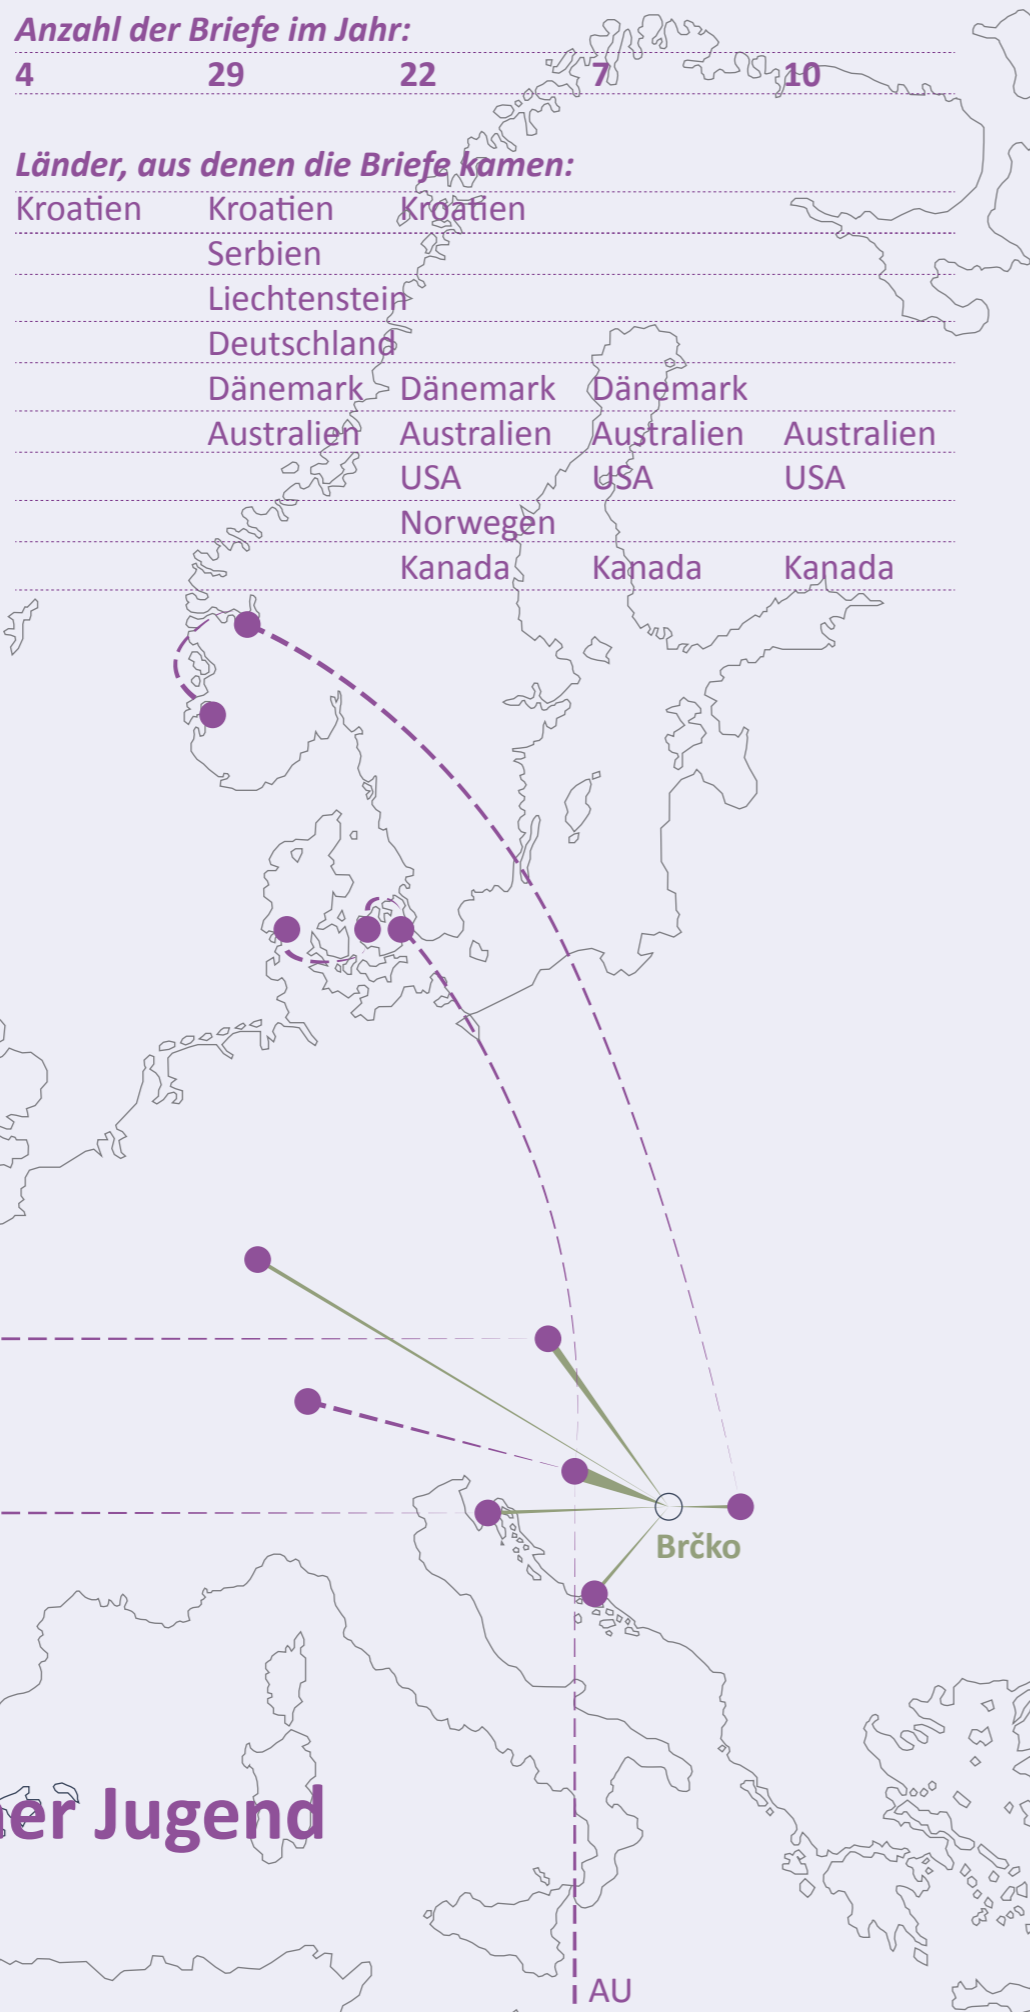 Anzahl der Briefe im Jahr:
4 29 22 7 10
Länder, aus denen die Briefe kamen:
Kroatien Kroatien Kroatien
Serbien
Liechtenstein
Deutschland
Dänemark Dänemark Dänemark
Australien Australien Australien Australien
USA USA USA
Norwegen
Kanada Kanada Kanada
Brčko
er Jugend
AU